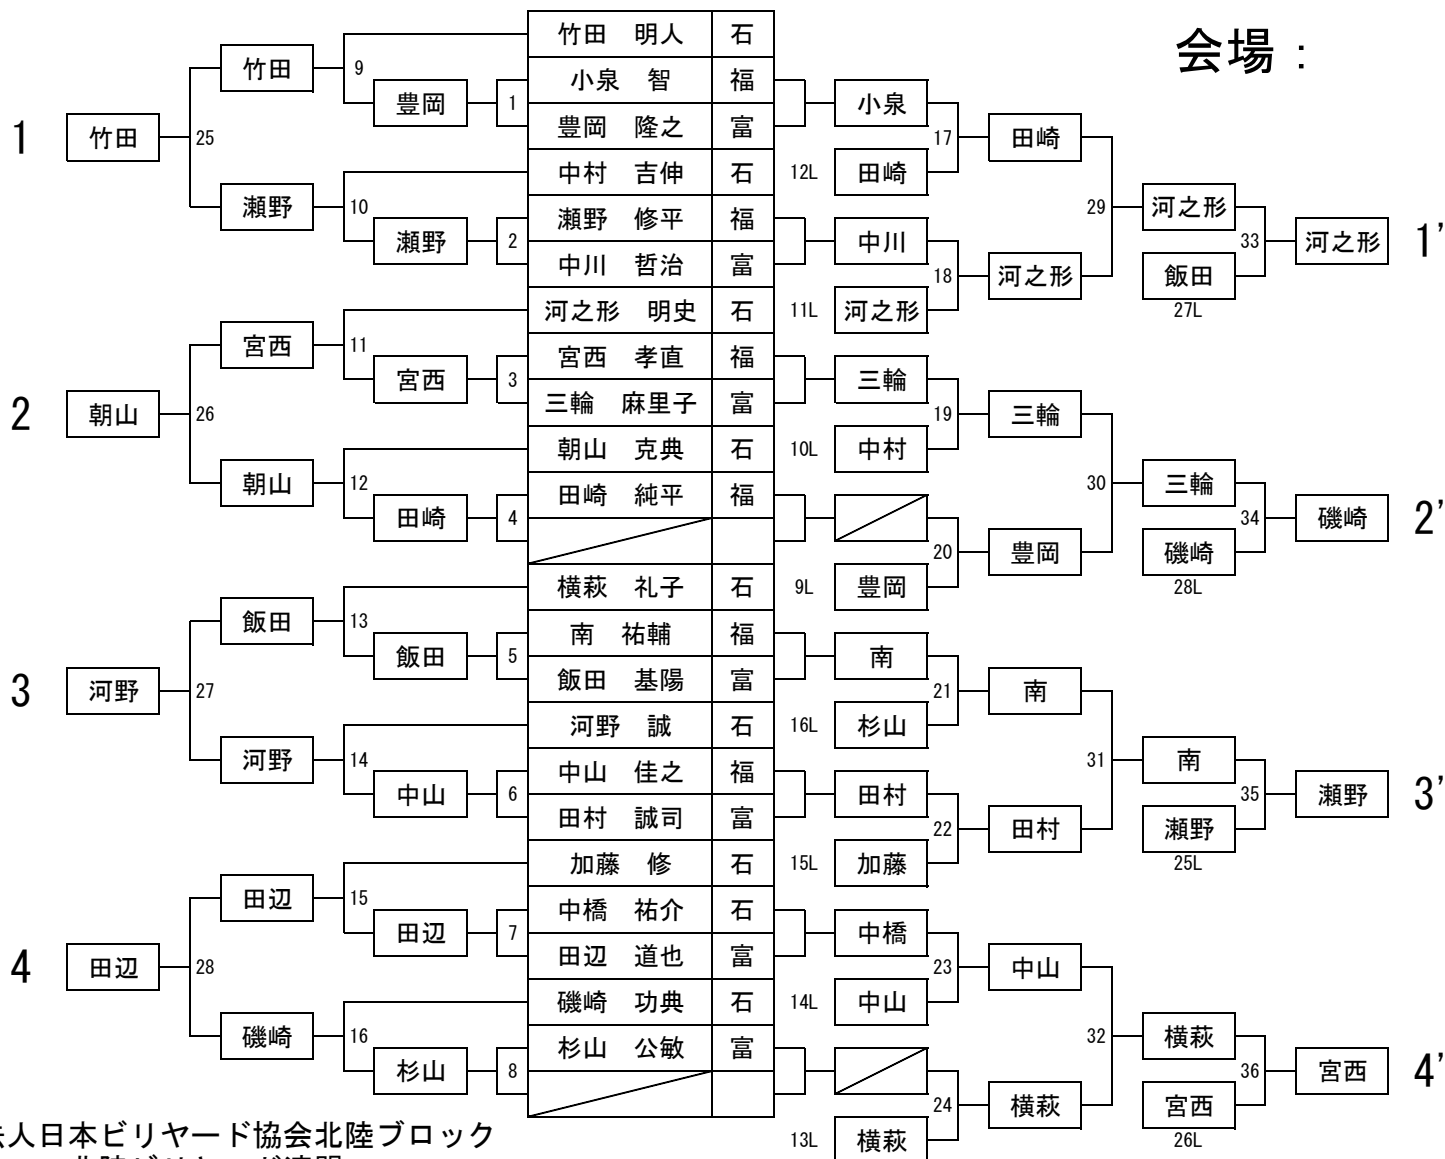 会場：
竹田　明人　石
小泉　智　福
豊岡　隆之　富
中村　吉伸　石
瀬野　修平　福
中川　哲治　富
河之形　明史　石
宮西　孝直　福
三輪　麻里子　富
朝山　克典　石
田崎　純平　福
横萩　礼子　石
南　祐輔　福
飯田　基陽　富
河野　誠　石
中山　佳之　福
田村　誠司　富
加藤　修　石
中橋　祐介　石
田辺　道也　富
磯崎　功典　石
杉山　公敏　富
1
竹田
25
竹田
9
豊岡
1
瀬野
10
瀬野
2
2
朝山
26
宮西
11
宮西
3
朝山
12
田崎
4
3
河野
27
飯田
13
飯田
5
河野
14
中山
6
4
田辺
28
田辺
15
田辺
7
磯崎
16
杉山
8
小泉
17
12L
田崎
田崎
中川
18
11L
河之形
河之形
29
河之形
33
飯田
27L
河之形
1’
三輪
19
10L
中村
三輪
20
9L
豊岡
豊岡
30
三輪
34
磯崎
28L
磯崎
2’
南
21
16L
杉山
南
田村
22
15L
加藤
田村
31
南
35
瀬野
25L
瀬野
3’
中橋
23
14L
中山
中山
24
13L
横萩
横萩
32
横萩
36
宮西
26L
宮西
4’
人日本ビリヤード協会北陸ブロック